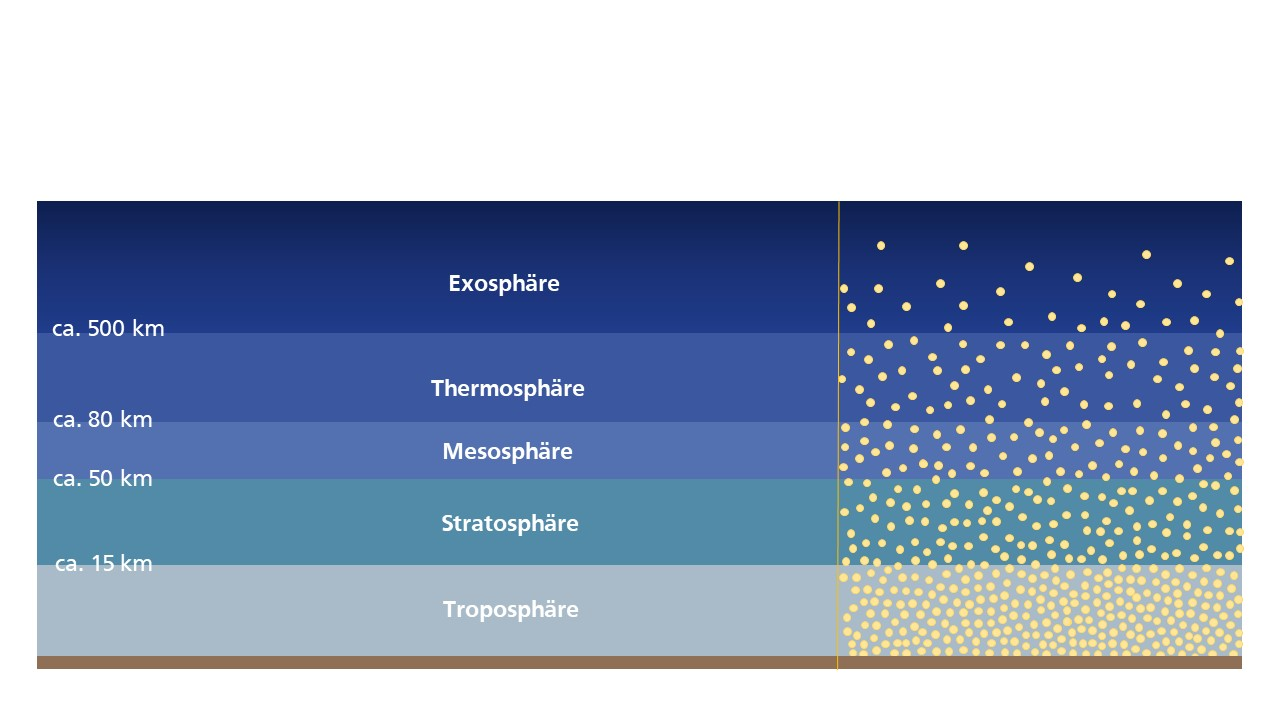 Exosphäre
ca. 500 km
Thermosphäre
ca. 80 km
Mesosphäre
ca. 50 km
Stratosphäre
ca. 15 km
Troposphäre